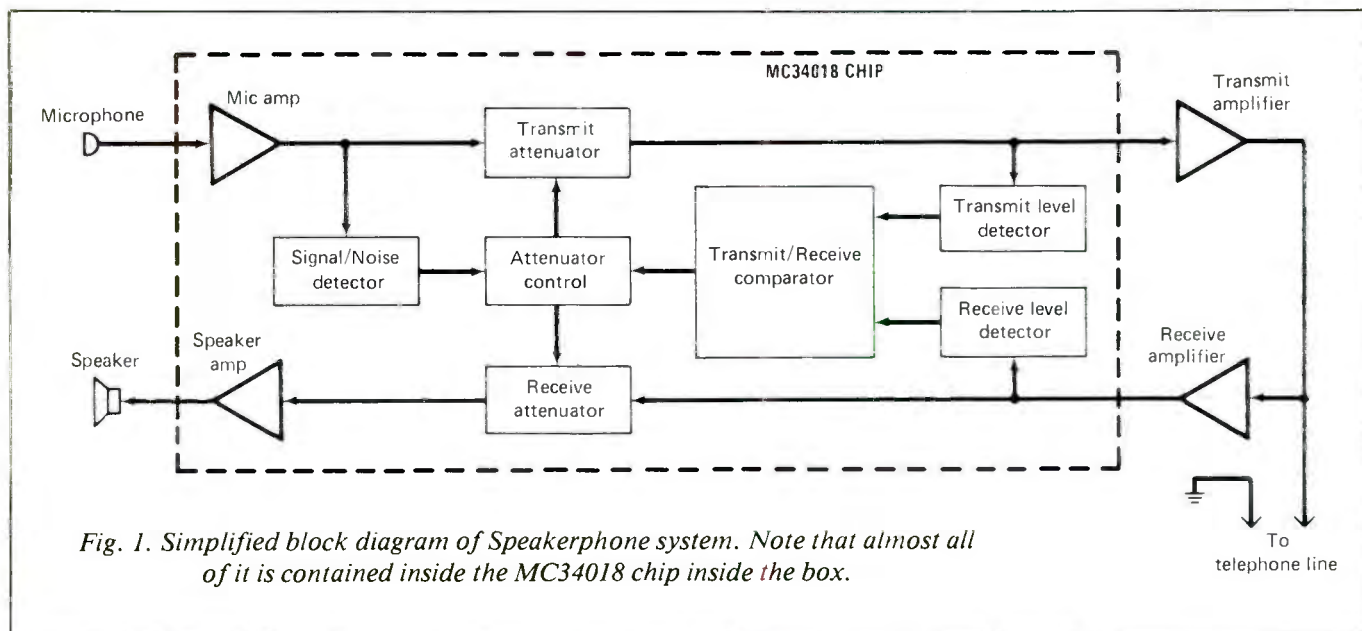 MC34018 CHIP
Microphone
Mic amp
Transmit
attenuator
Transmit
amplifier
Signal/Noise
detector
Attenuator
control
Transmit/Receive
comparator
Transmit level
detector
Receive level
detector
Receive
amplifier
Speaker
Speaker
amp
Receive
attenuator
To
telephone line
Fig. 1. Simplified block diagram of Speakerphone system. Note that almost all
of it is contained inside the MC34018 chip inside the box.